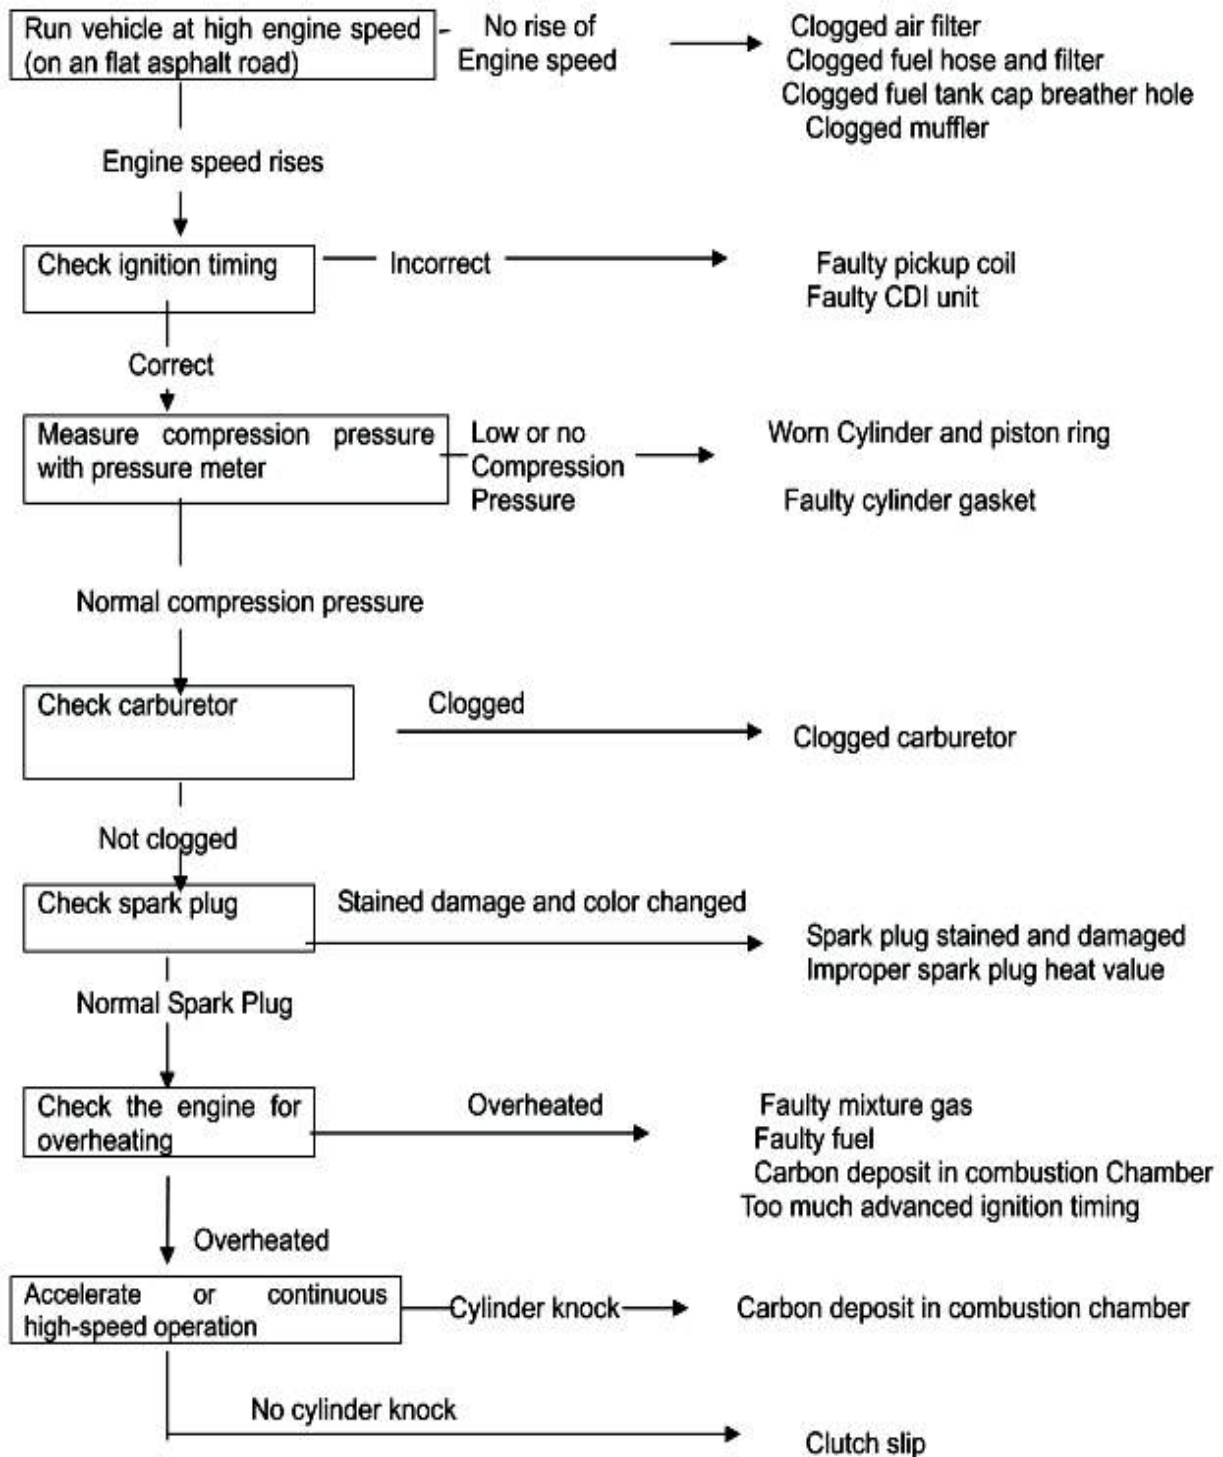 Run vehicle at high engine speed
(on an flat asphalt road)
No rise of
Engine speed
Clogged air filter
Clogged fuel hose and filter
Clogged fuel tank cap breather hole
Clogged muffler
Engine speed rises
Check ignition timing
Incorrect
Faulty pickup coil
Faulty CDI unit
Correct
Measure compression pressure
with pressure meter
Low or no
Compression
Pressure
Worn Cylinder and piston ring
Faulty cylinder gasket
Normal compression pressure
Check carburetor
Clogged
Clogged carburetor
Not clogged
Check spark plug
Stained damage and color changed
Spark plug stained and damaged
Improper spark plug heat value
Normal Spark Plug
Check the engine for
overheating
Overheated
Faulty mixture gas
Faulty fuel
Carbon deposit in combustion Chamber
Too much advanced ignition timing
Overheated
Accelerate or continuous
high-speed operation
Cylinder knock
Carbon deposit in combustion chamber
No cylinder knock
Clutch slip